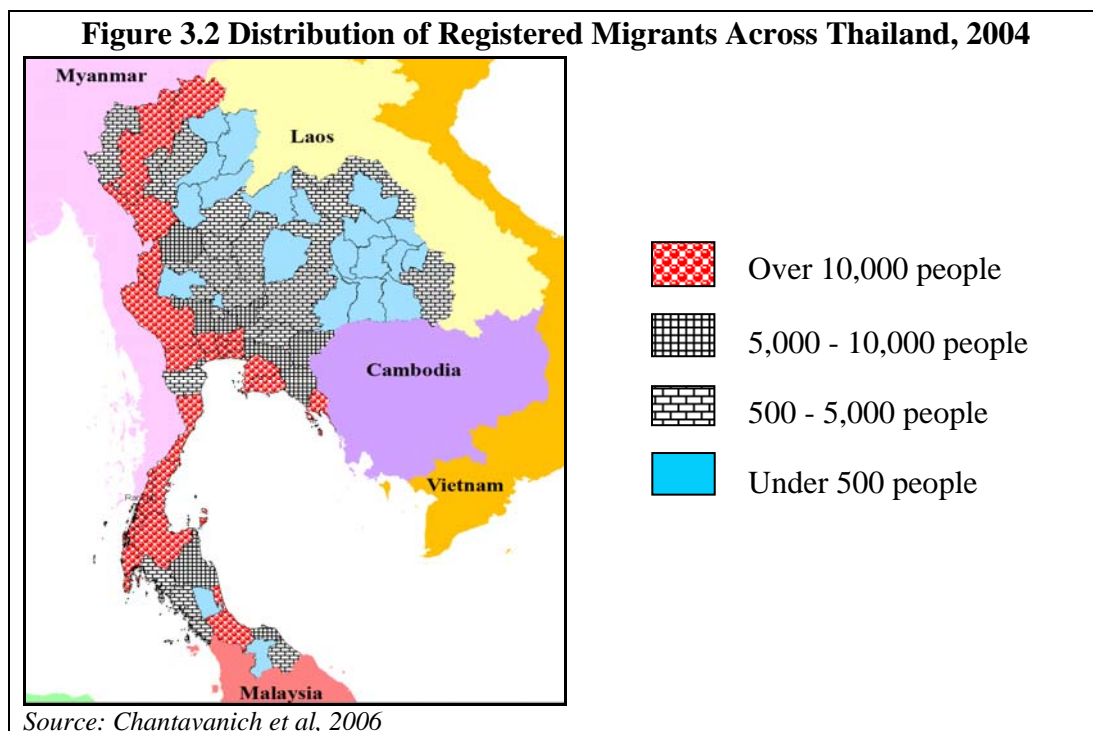 Figure 3.2 Distribution of Registered Migrants Across Thailand, 2004
Myanmar
Laos
Cambodia
Vietnam
Malaysia
Over 10,000 people
5,000 - 10,000 people
500 - 5,000 people
Under 500 people
Source: Chantavanich et al, 2006